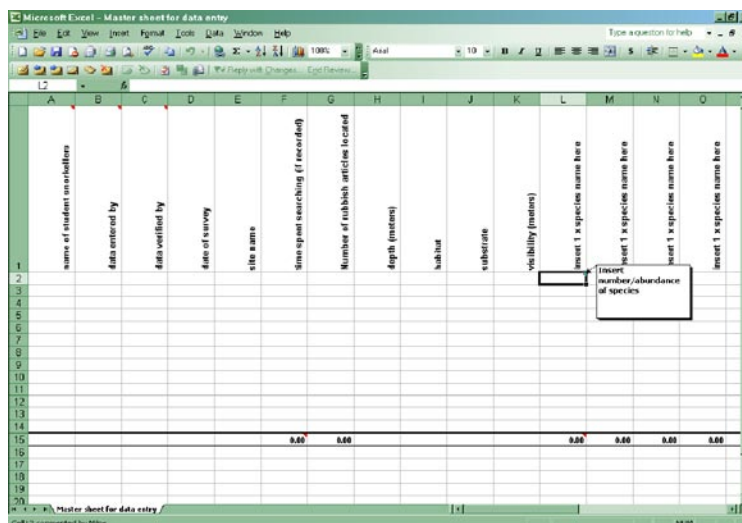 Microsoft Excel - Master sheet for data entry
File Edit View Insert Format Tools Data Window Help Type a question for help
100% Arial 10 B I U
Reply with Changes... End Review...
L2 fx
A B C D E F G H I J K L M N O
1 name of student snorkellers
data entered by
data verified by
date of survey
site name
time spent searching (if recorded)
Number of rubbish articles located
depth (meters)
habitat
substrate
visibility (meters)
insert 1 x species name here
insert 1 x species name here
insert 1 x species name here
insert 1 x species name here
Insert
number/abundance
of species
2
3
4
5
6
7
8
9
10
11
12
13
14
15 0.00 0.00 0.00 0.00 0.00 0.00
16
17
18
19
20
Master sheet for data entry